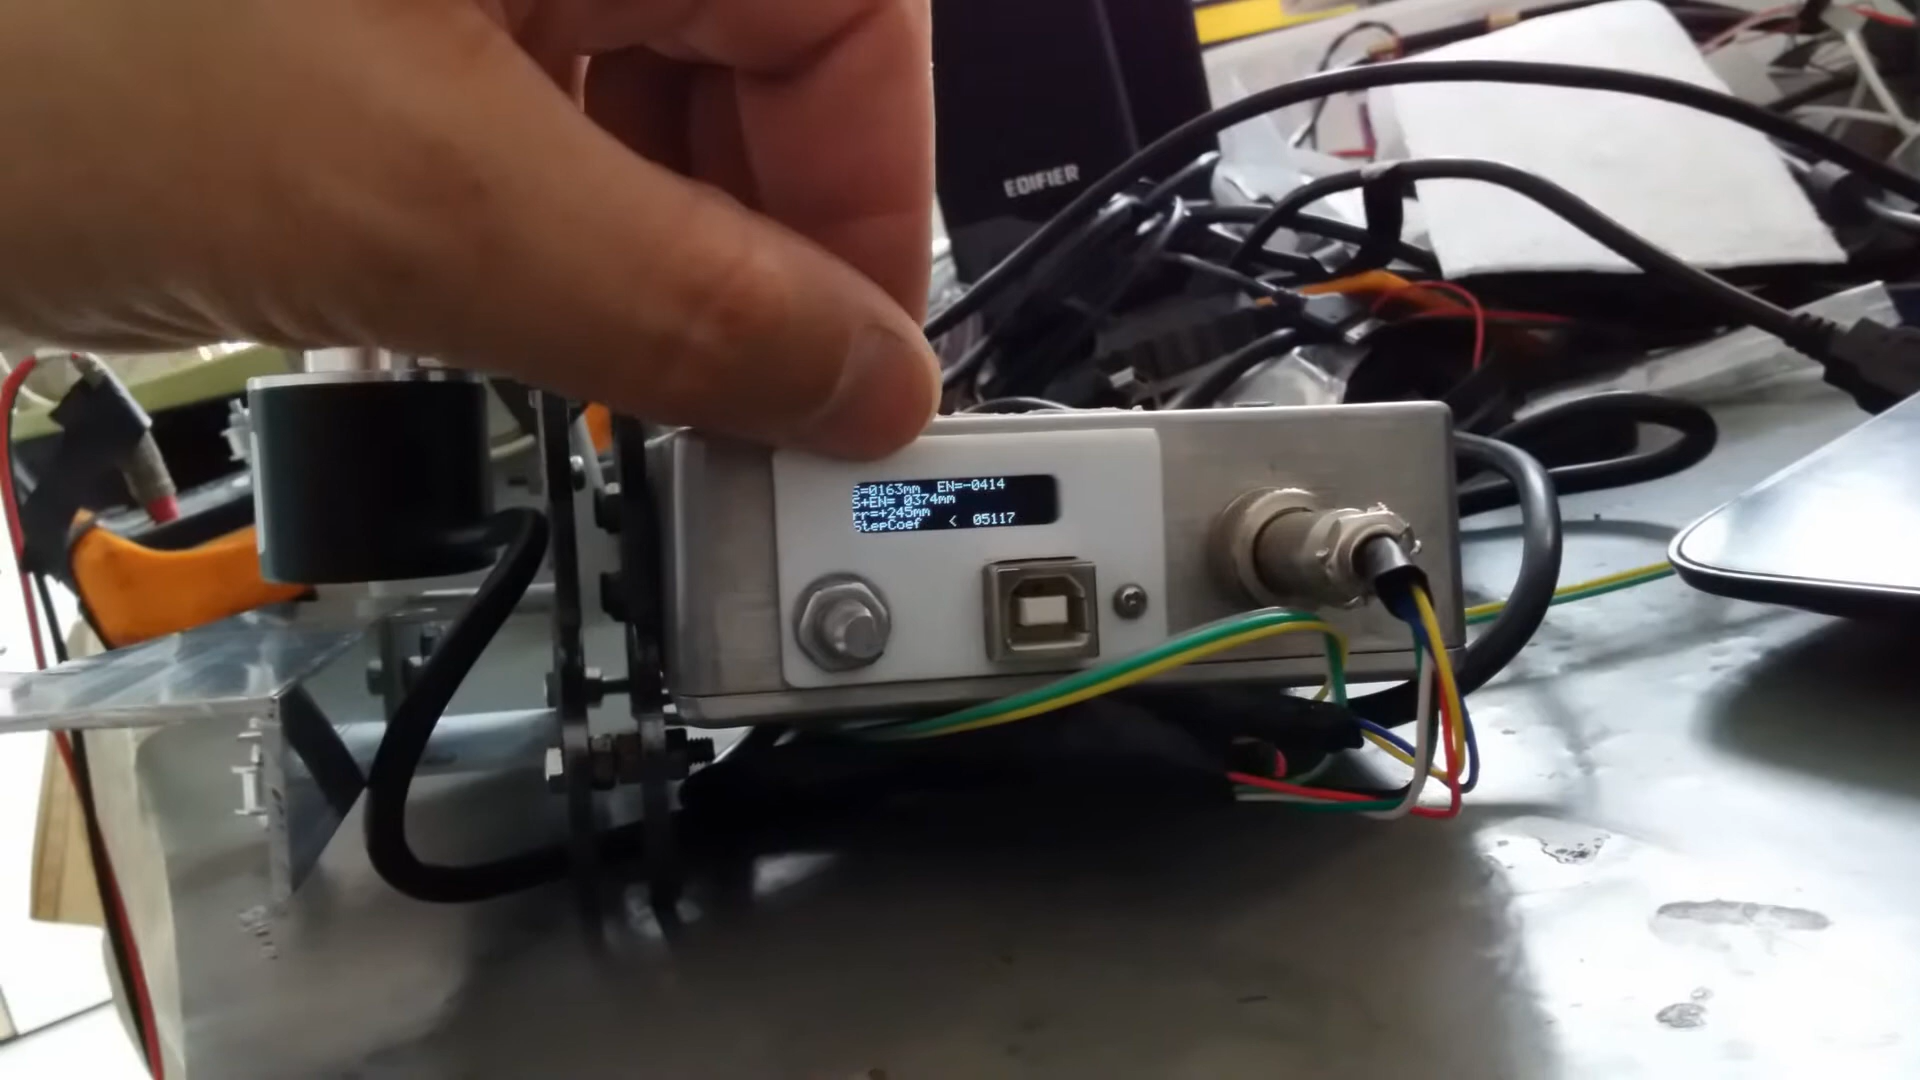 EDIFIER
S=0163mm EN=-0414
S+EN= 0374mm
rr=+245mm
StepCoef < 05117